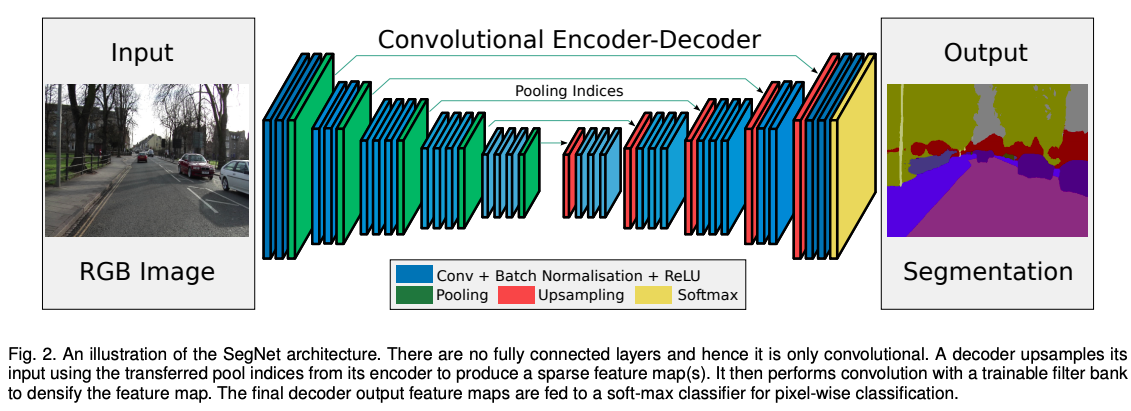 Input
Convolutional Encoder-Decoder
Output
Pooling Indices
RGB Image
Segmentation
Conv + Batch Normalisation + ReLU
Pooling Upsampling Softmax
Fig. 2. An illustration of the SegNet architecture. There are no fully connected layers and hence it is only convolutional. A decoder upsamples its
input using the transferred pool indices from its encoder to produce a sparse feature map(s). It then performs convolution with a trainable filter bank
to densify the feature map. The final decoder output feature maps are fed to a soft-max classifier for pixel-wise classification.